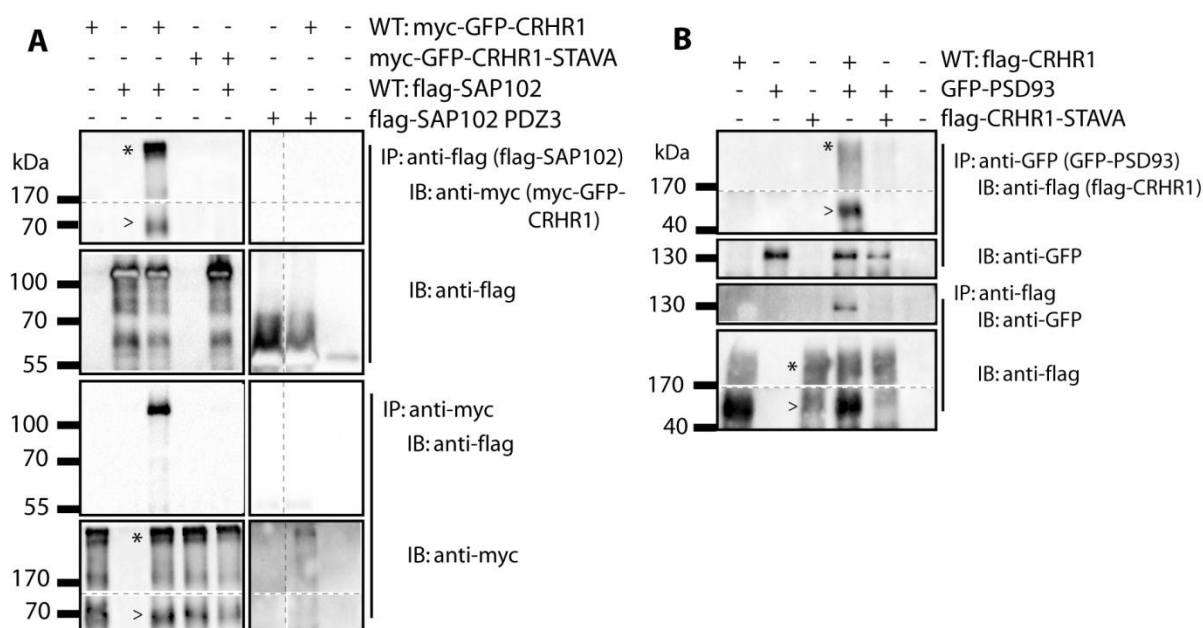 A
+ - + - - - + - WT: myc-GFP-CRHR1
- - - + + - - - myc-GFP-CRHR1-STAVA
- + + - + - - - WT: flag-SAP102
- - - - - + + - flag-SAP102 PDZ3
kDa
170
70
*
>
IP: anti-flag (flag-SAP102)
IB: anti-myc (myc-GFP-
CRHR1)
100
70
55
IB: anti-flag
100
70
55
IP: anti-myc
IB: anti-flag
170
70
*
>
IB: anti-myc
B
+ - - + - - WT: flag-CRHR1
- + - + + - GFP-PSD93
- - + - + - flag-CRHR1-STAVA
kDa
170
40
*
>
IP: anti-GFP (GFP-PSD93)
IB: anti-flag (flag-CRHR1)
130
IB: anti-GFP
130
IP: anti-flag
IB: anti-GFP
170
40
*
>
IB: anti-flag